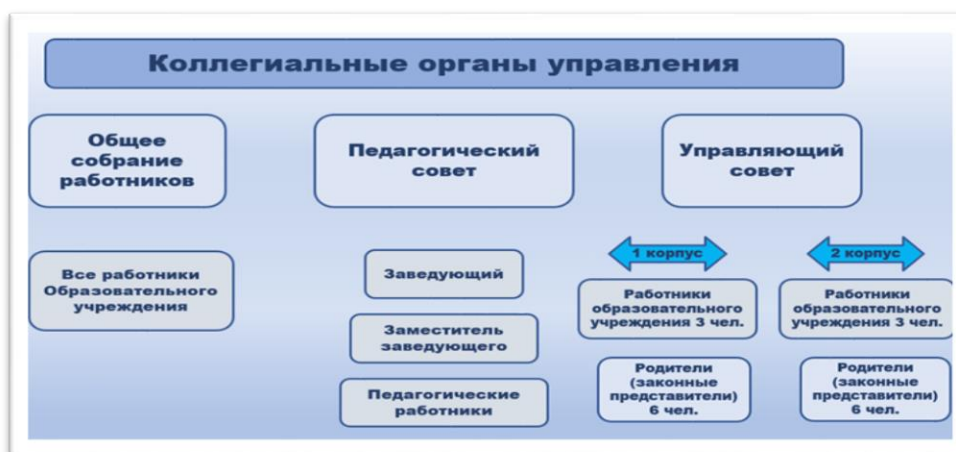 Коллегиальные органы управления
Общее
собрание
работников
Педагогический
совет
Управляющий
совет
Все работники
Образовательного
учреждения
Заведующий
Заместитель
заведующего
Педагогические
работники
1 корпус
Работники
образовательного
учреждения 3 чел.
Родители
(законные
представители)
6 чел.
2 корпус
Работники
образовательного
учреждения 3 чел.
Родители
(законные
представители)
6 чел.